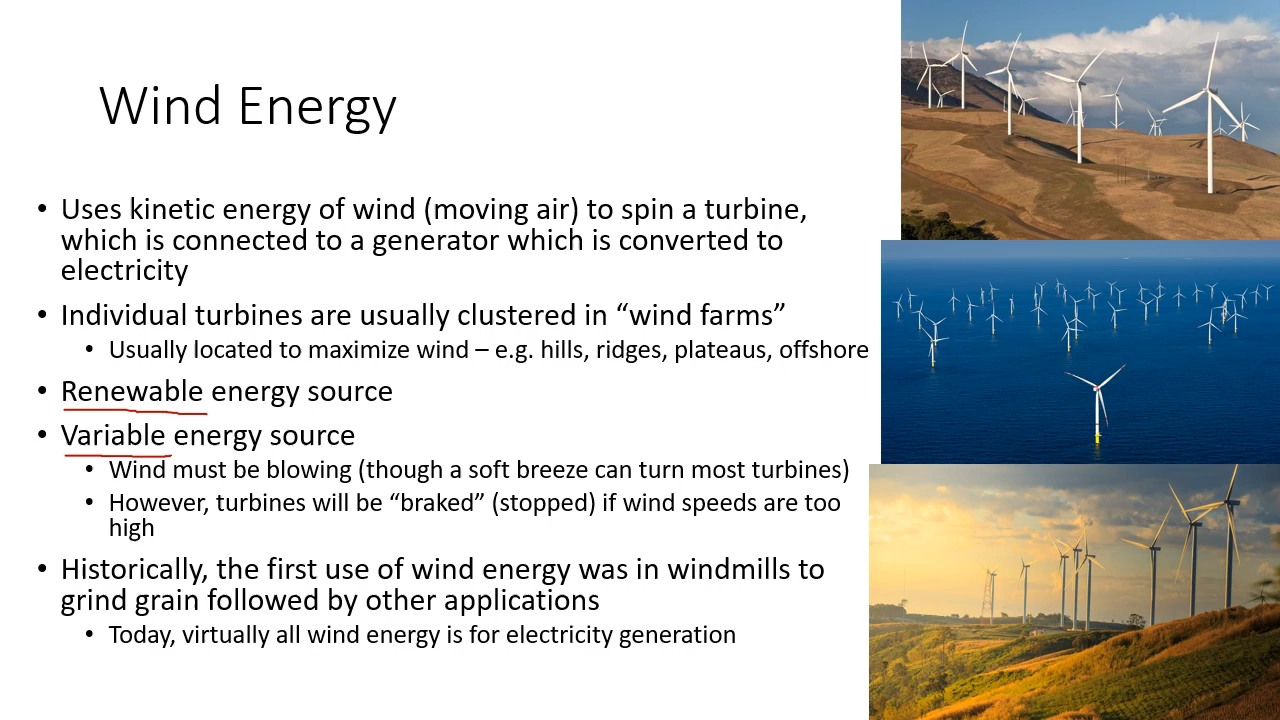 Wind Energy
• Uses kinetic energy of wind (moving air) to spin a turbine,
which is connected to a generator which is converted to
electricity
• Individual turbines are usually clustered in “wind farms”
• Usually located to maximize wind – e.g. hills, ridges, plateaus, offshore
• Renewable energy source
• Variable energy source
• Wind must be blowing (though a soft breeze can turn most turbines)
• However, turbines will be “braked” (stopped) if wind speeds are too
high
• Historically, the first use of wind energy was in windmills to
grind grain followed by other applications
• Today, virtually all wind energy is for electricity generation